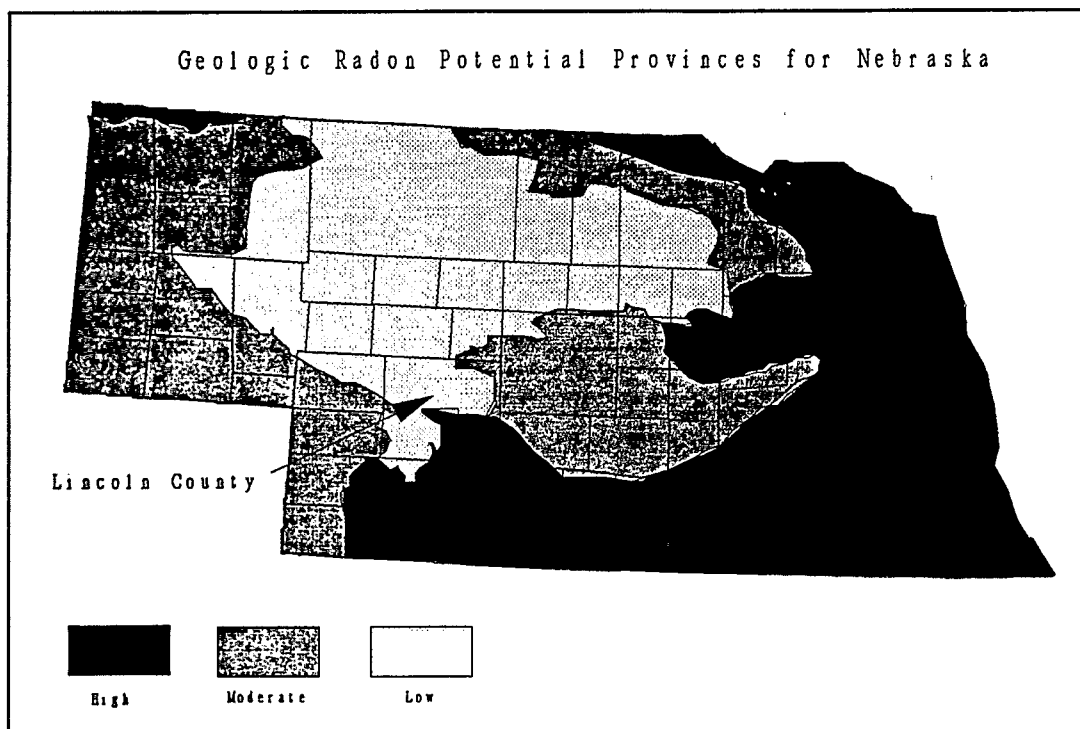 Geologic Radon Potential Provinces for Nebraska
Lincoln County
High
Moderate
Low